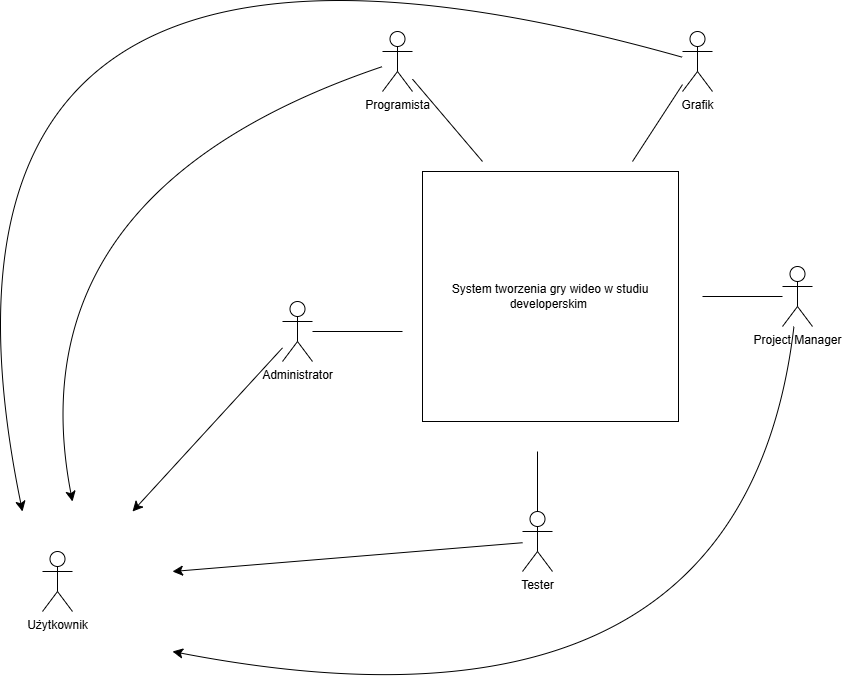 Programista
Grafik
System tworzenia gry wideo w studiu
developerskim
Project Manager
Administrator
Tester
Użytkownik